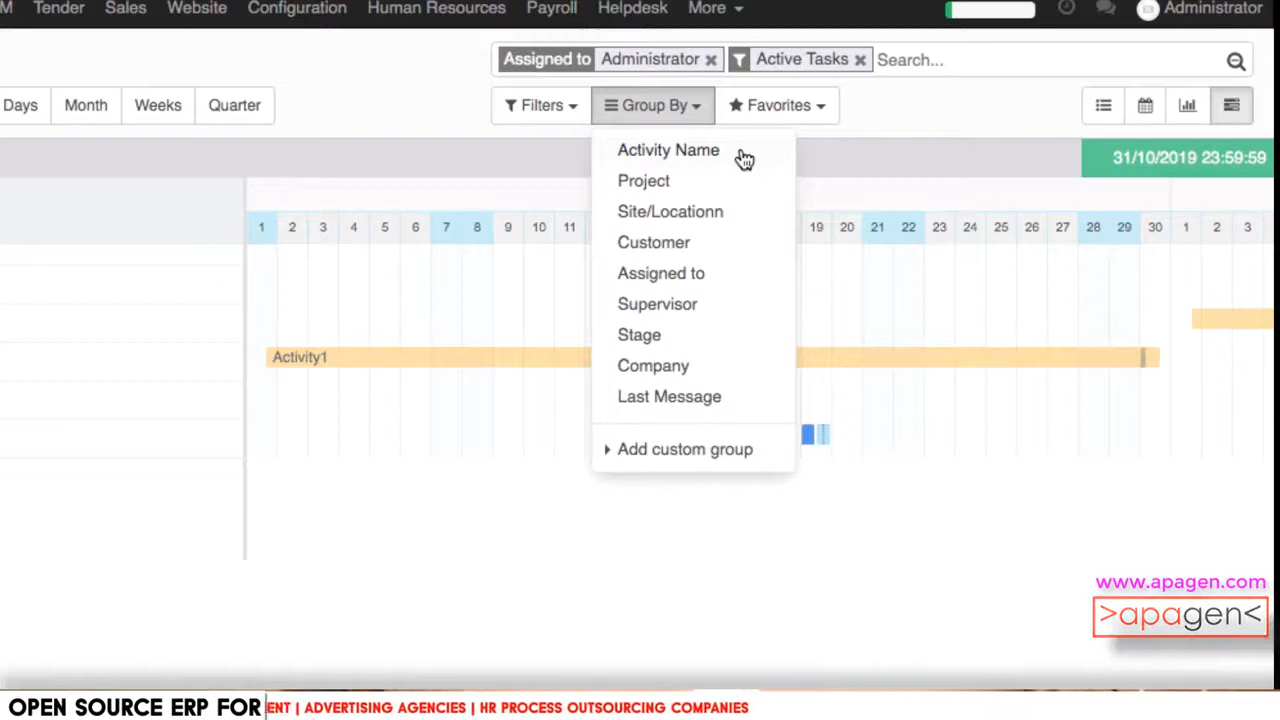 M Tender Sales Website Configuration Human Resources Payroll Helpdesk More Administrator
Assigned to Administrator Active Tasks Search...
Days Month Weeks Quarter Filters Group By Favorites
31/10/2019 23:59:59
Activity Name
Project
Site/Locationn
Customer
Assigned to
Supervisor
Stage
Company
Last Message
Add custom group
1 2 3 4 5 6 7 8 9 10 11 19 20 21 22 23 24 25 26 27 28 29 30 1 2 3
Activity1
www.apagen.com
>apagen<
OPEN SOURCE ERP FOR ENT | ADVERTISING AGENCIES | HR PROCESS OUTSOURCING COMPANIES